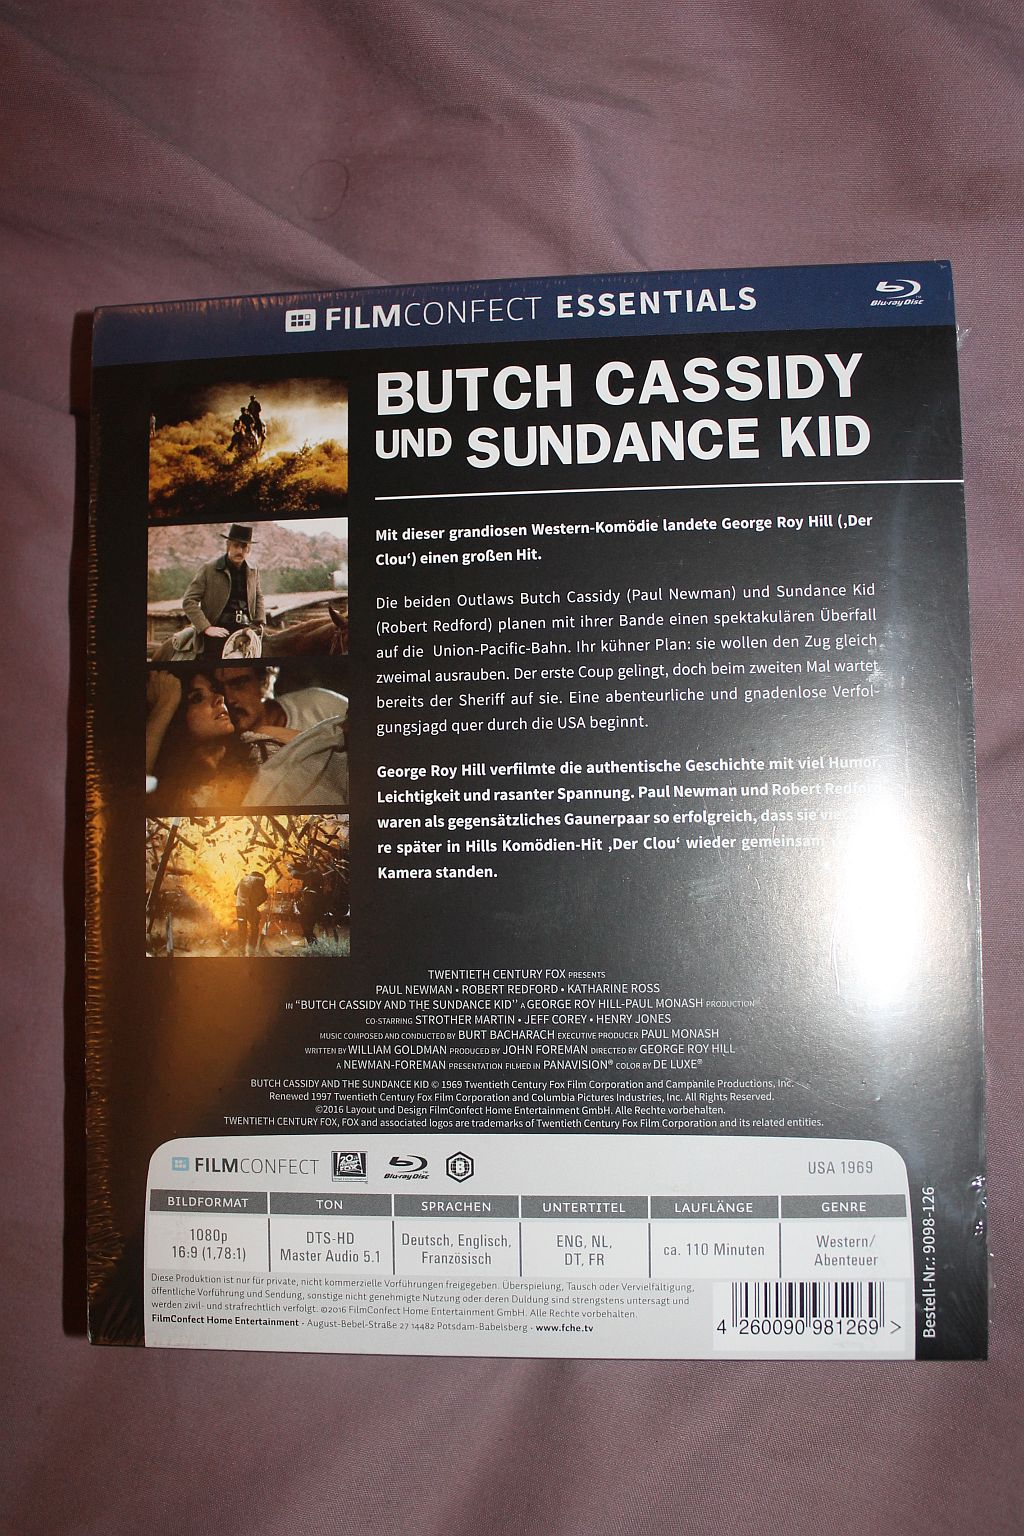 FILMCONFECT ESSENTIALS
Blu-ray Disc
BUTCH CASSIDY
UND SUNDANCE KID
Mit dieser grandiosen Western-Komödie landete George Roy Hill (‚Der
Clou‘) einen großen Hit.
Die beiden Outlaws Butch Cassidy (Paul Newman) und Sundance Kid
(Robert Redford) planen mit ihrer Bande einen spektakulären Überfall
auf die Union-Pacific-Bahn. Ihr kühner Plan: sie wollen den Zug gleich
zweimal ausrauben. Der erste Coup gelingt, doch beim zweiten Mal wartet
bereits der Sheriff auf sie. Eine abenteurliche und gnadenlose Verfol-
gungsjagd quer durch die USA beginnt.
George Roy Hill verfilmte die authentische Geschichte mit viel Humor,
Leichtigkeit und rasanter Spannung. Paul Newman und Robert Redford
waren als gegensätzliches Gaunerpaar so erfolgreich, dass sie
re später in Hills Komödien-Hit ‚Der Clou‘ wieder gemeinsam
Kamera standen.
TWENTIETH CENTURY FOX PRESENTS
PAUL NEWMAN • ROBERT REDFORD • KATHARINE ROSS
IN "BUTCH CASSIDY AND THE SUNDANCE KID" A GEORGE ROY HILL-PAUL MONASH PRODUCTION
CO-STARRING STROTHER MARTIN • JEFF COREY • HENRY JONES
MUSIC COMPOSED AND CONDUCTED BY BURT BACHARACH EXECUTIVE PRODUCER PAUL MONASH
WRITTEN BY WILLIAM GOLDMAN PRODUCED BY JOHN FOREMAN DIRECTED BY GEORGE ROY HILL
A NEWMAN-FOREMAN PRESENTATION FILMED IN PANAVISION® COLOR BY DE LUXE®
BUTCH CASSIDY AND THE SUNDANCE KID © 1969 Twentieth Century Fox Film Corporation and Campanile Productions, Inc.
Renewed 1997 Twentieth Century Fox Film Corporation and Columbia Pictures Industries, Inc. All Rights Reserved.
©2016 Layout und Design FilmConfect Home Entertainment GmbH. Alle Rechte vorbehalten.
TWENTIETH CENTURY FOX, FOX and associated logos are trademarks of Twentieth Century Fox Film Corporation and its related entities.
FILMCONFECT Blu-ray Disc B USA 1969
BILDFORMAT TON SPRACHEN UNTERTITEL LAUFLÄNGE GENRE
1080p DTS-HD Deutsch, Englisch, ENG, NL, ca. 110 Minuten Western/
16:9 (1,78:1) Master Audio 5.1 Französisch DT, FR Abenteuer
Diese Produktion ist nur für private, nicht kommerzielle Vorführungen freigegeben. Überspielung, Tausch oder Vervielfältigung,
öffentliche Vorführung und Sendung, sonstige nicht genehmigte Nutzung oder deren Duldung sind strengstens untersagt und
werden zivil- und strafrechtlich verfolgt. ©2016 FilmConfect Home Entertainment GmbH. Alle Rechte vorbehalten.
FilmConfect Home Entertainment · August-Bebel-Straße 27 14482 Potsdam-Babelsberg · www.fche.tv
4 260090 981269 >
Bestell-Nr.: 9098-126